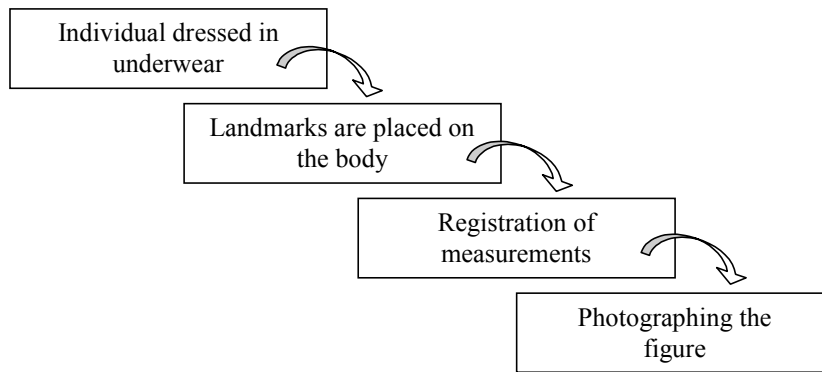 Individual dressed in
underwear
Landmarks are placed on
the body
Registration of
measurements
Photographing the
figure